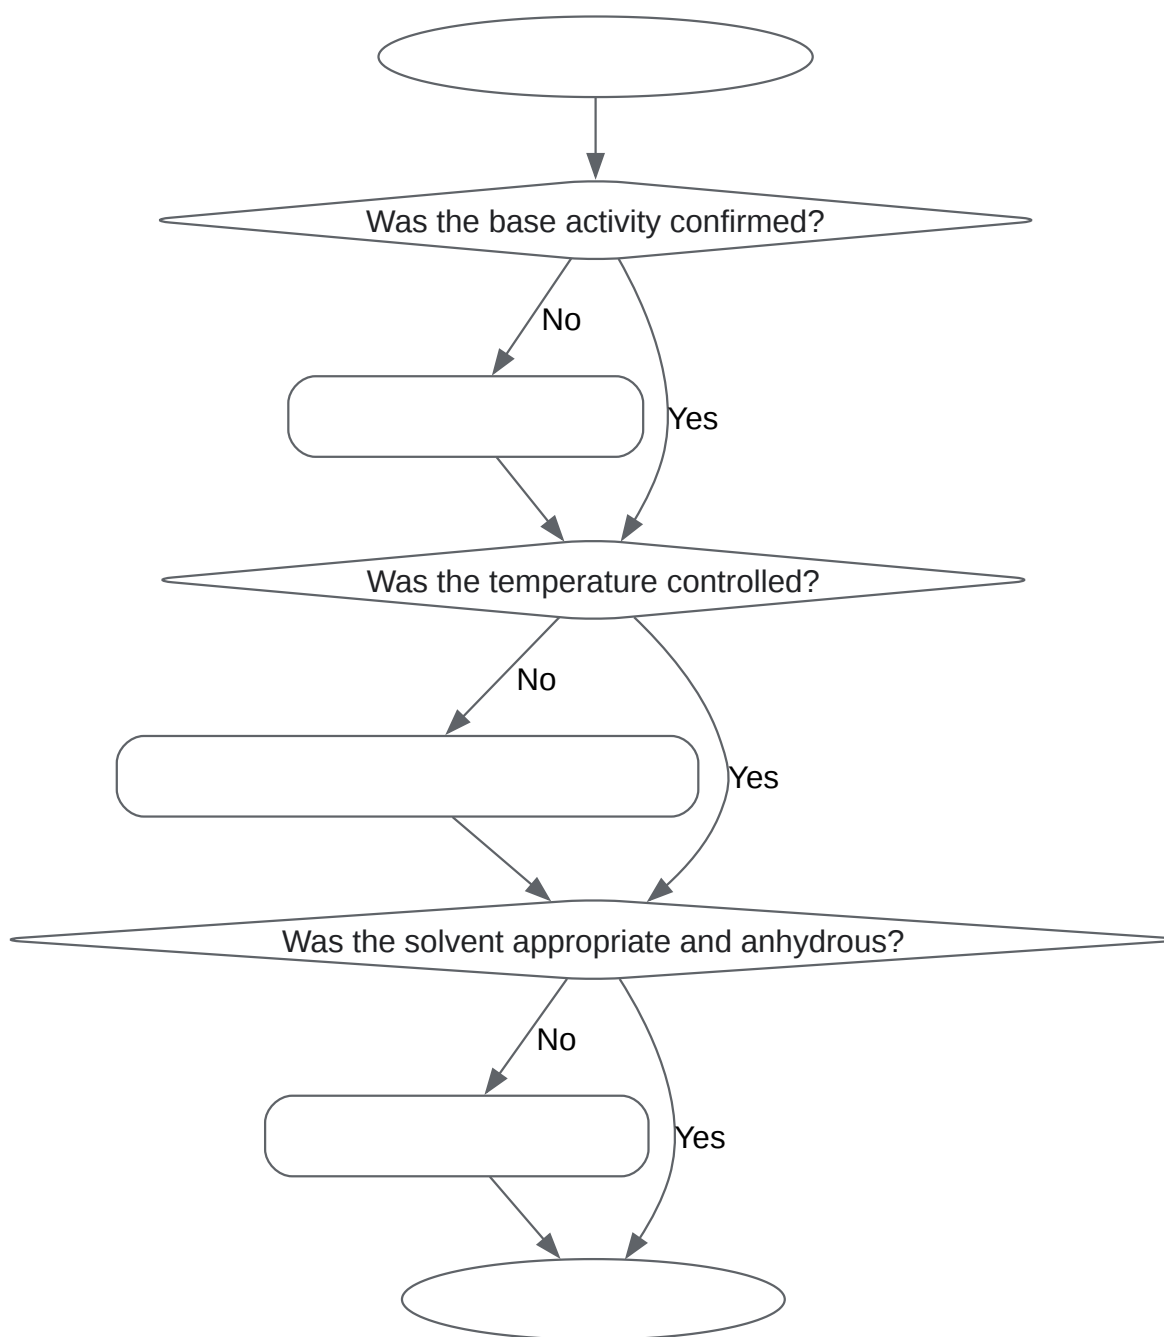 Was the base activity confirmed?
No
Yes
Was the temperature controlled?
No
Yes
Was the solvent appropriate and anhydrous?
No
Yes